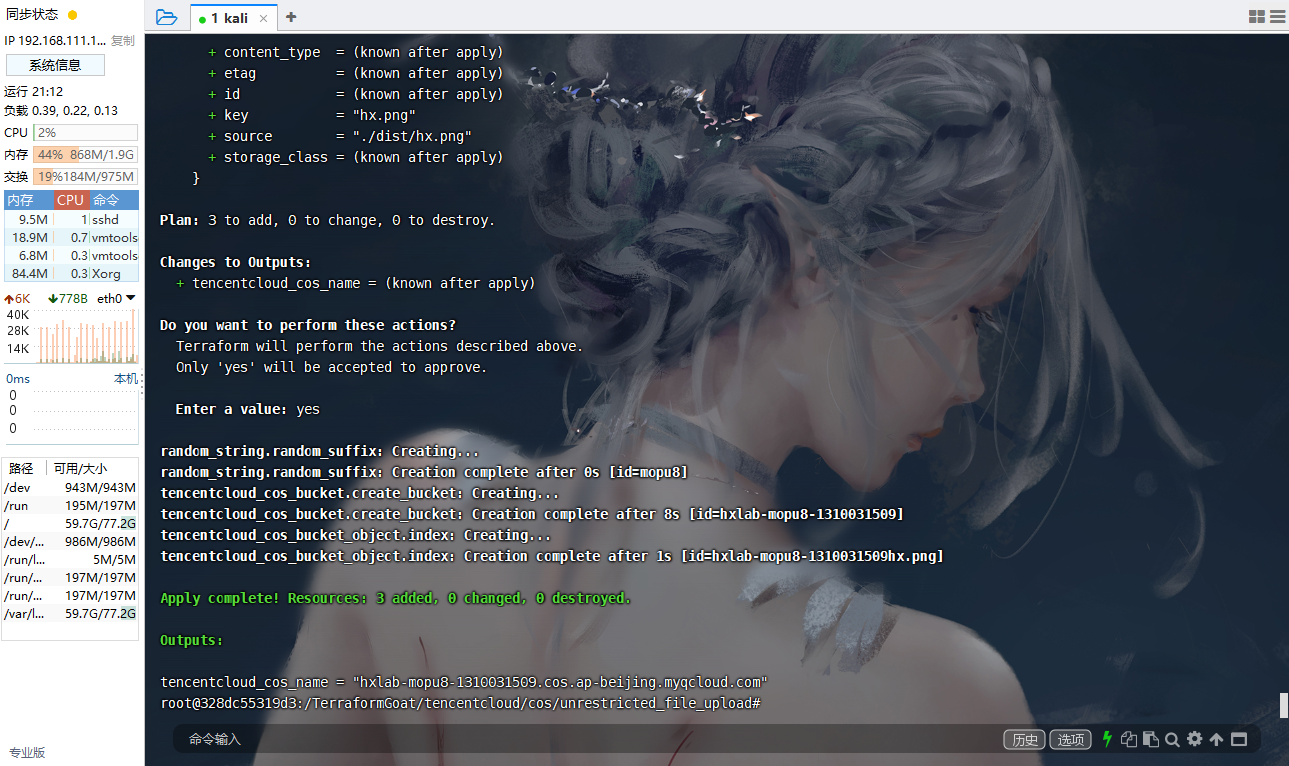 同步状态
IP 192.168.111.1... 复制
系统信息
运行 21:12
负载 0.39, 0.22, 0.13
CPU 2%
内存 44% 868M/1.9G
交换 19% 184M/975M
内存 CPU 命令
9.5M 1 sshd
18.9M 0.7 vmtools
6.8M 0.3 vmtools
84.4M 0.3 Xorg
6K 778B eth0
40K
28K
14K
0ms 本机
0
0
0
路径 可用/大小
/dev 943M/943M
/run 195M/197M
/ 59.7G/77.2G
/dev/... 986M/986M
/run/l... 5M/5M
/run/... 197M/197M
/run/... 197M/197M
/var/l... 59.7G/77.2G
专业版
1 kali
+ content_type = (known after apply)
+ etag = (known after apply)
+ id = (known after apply)
+ key = "hx.png"
+ source = "./dist/hx.png"
+ storage_class = (known after apply)
}
Plan: 3 to add, 0 to change, 0 to destroy.
Changes to Outputs:
+ tencentcloud_cos_name = (known after apply)
Do you want to perform these actions?
Terraform will perform the actions described above.
Only 'yes' will be accepted to approve.
Enter a value: yes
random_string.random_suffix: Creating...
random_string.random_suffix: Creation complete after 0s [id=mopu8]
tencentcloud_cos_bucket.create_bucket: Creating...
tencentcloud_cos_bucket.create_bucket: Creation complete after 8s [id=hxlab-mopu8-1310031509]
tencentcloud_cos_bucket_object.index: Creating...
tencentcloud_cos_bucket_object.index: Creation complete after 1s [id=hxlab-mopu8-1310031509hx.png]
Apply complete! Resources: 3 added, 0 changed, 0 destroyed.
Outputs:
tencentcloud_cos_name = "hxlab-mopu8-1310031509.cos.ap-beijing.myqcloud.com"
root@328dc55319d3:/TerraformGoat/tencentcloud/cos/unrestricted_file_upload#
命令输入
历史 选项